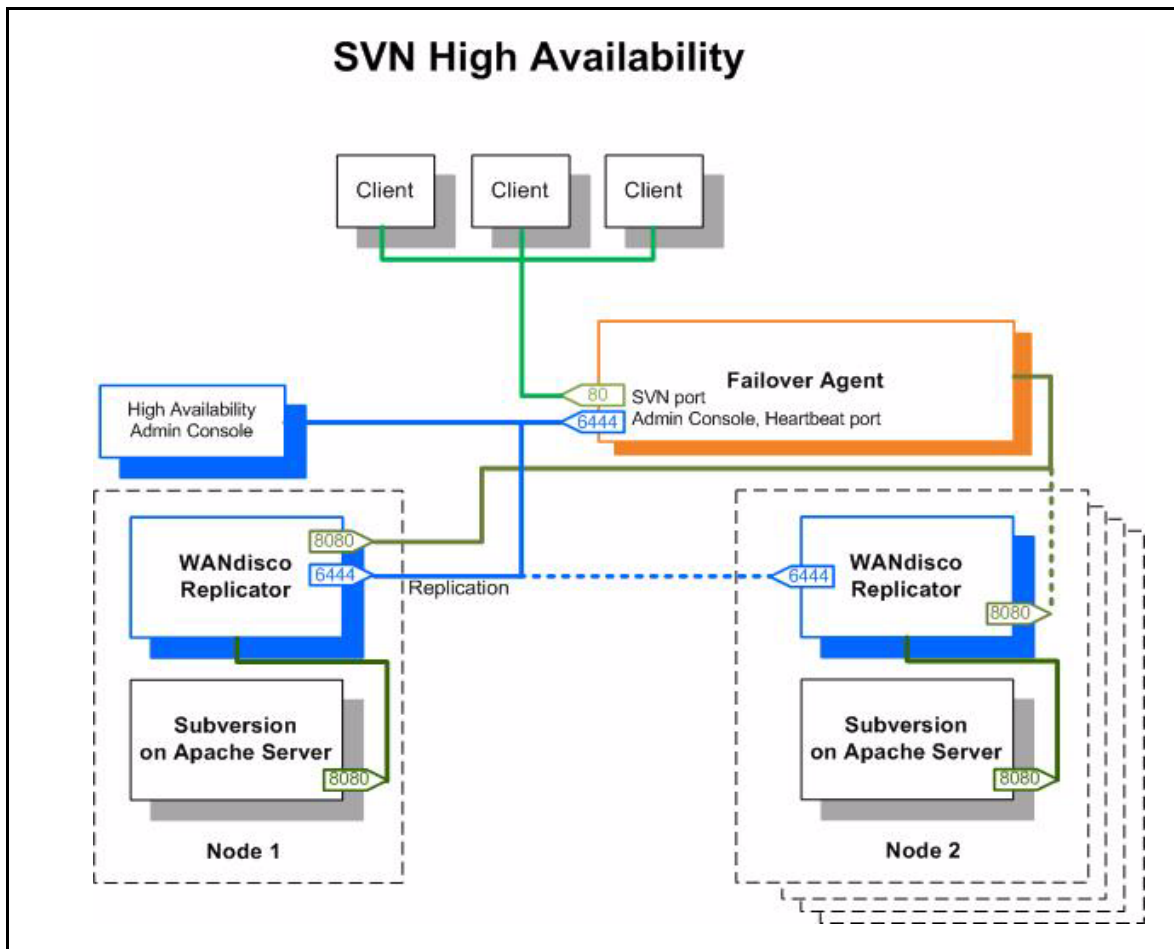 SVN High Availability
Client
Client
Client
Failover Agent
80
SVN port
6444
Admin Console, Heartbeat port
High Availability
Admin Console
WANdisco
Replicator
8080
6444
Replication
6444
WANdisco
Replicator
8080
Subversion
on Apache Server
8080
Node 1
Subversion
on Apache Server
8080
Node 2